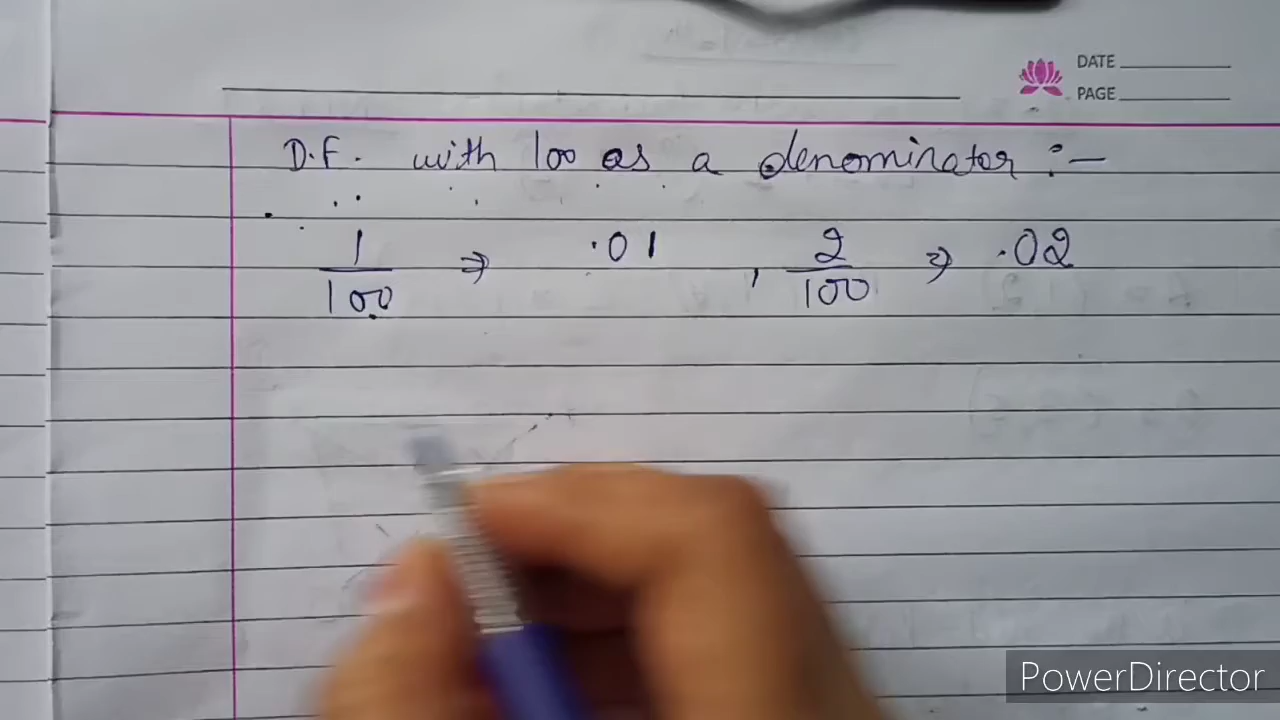 DATE
PAGE
D.F. with 100 as a denominator :-
1/100 ⇒ .01 , 2/100 ⇒ .02
PowerDirector